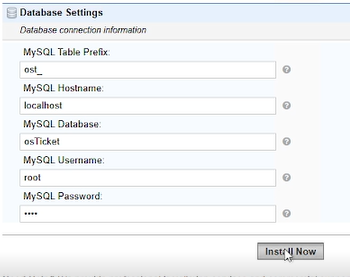 Database Settings
Database connection information
MySQL Table Prefix:
ost_
MySQL Hostname:
localhost
MySQL Database:
osTicket
MySQL Username:
root
MySQL Password:
••••
Install Now